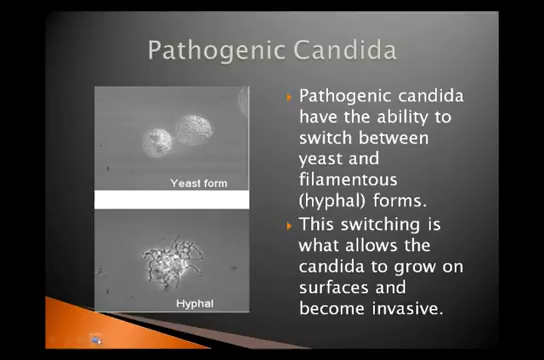 Pathogenic Candida
Yeast form
Hyphal
Pathogenic candida
have the ability to
switch between
yeast and
filamentous
(hyphal) forms.
This switching is
what allows the
candida to grow on
surfaces and
become invasive.